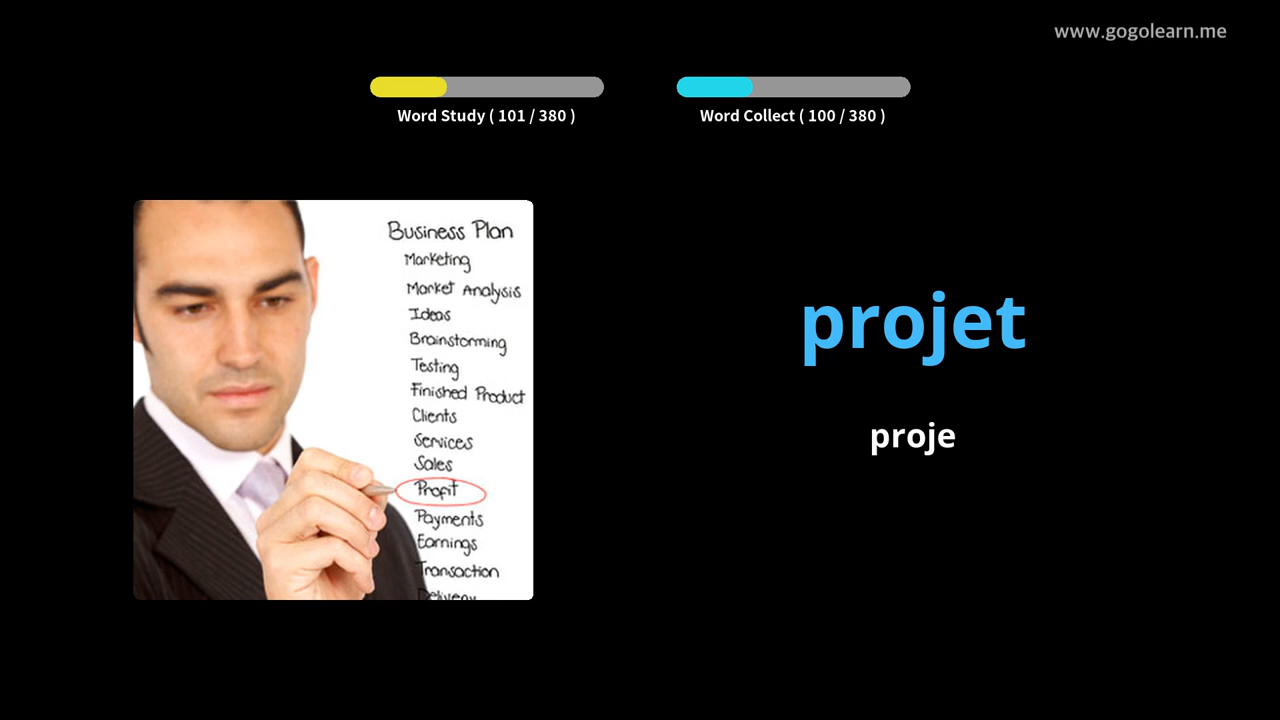 www.gogolearn.me
Word Study ( 101 / 380 )
Word Collect ( 100 / 380 )
Business Plan
Marketing
Market Analysis
Ideas
Brainstorming
Testing
Finished Product
Clients
Services
Sales
Profit
Payments
Earnings
Transaction
Delivery
projet
proje